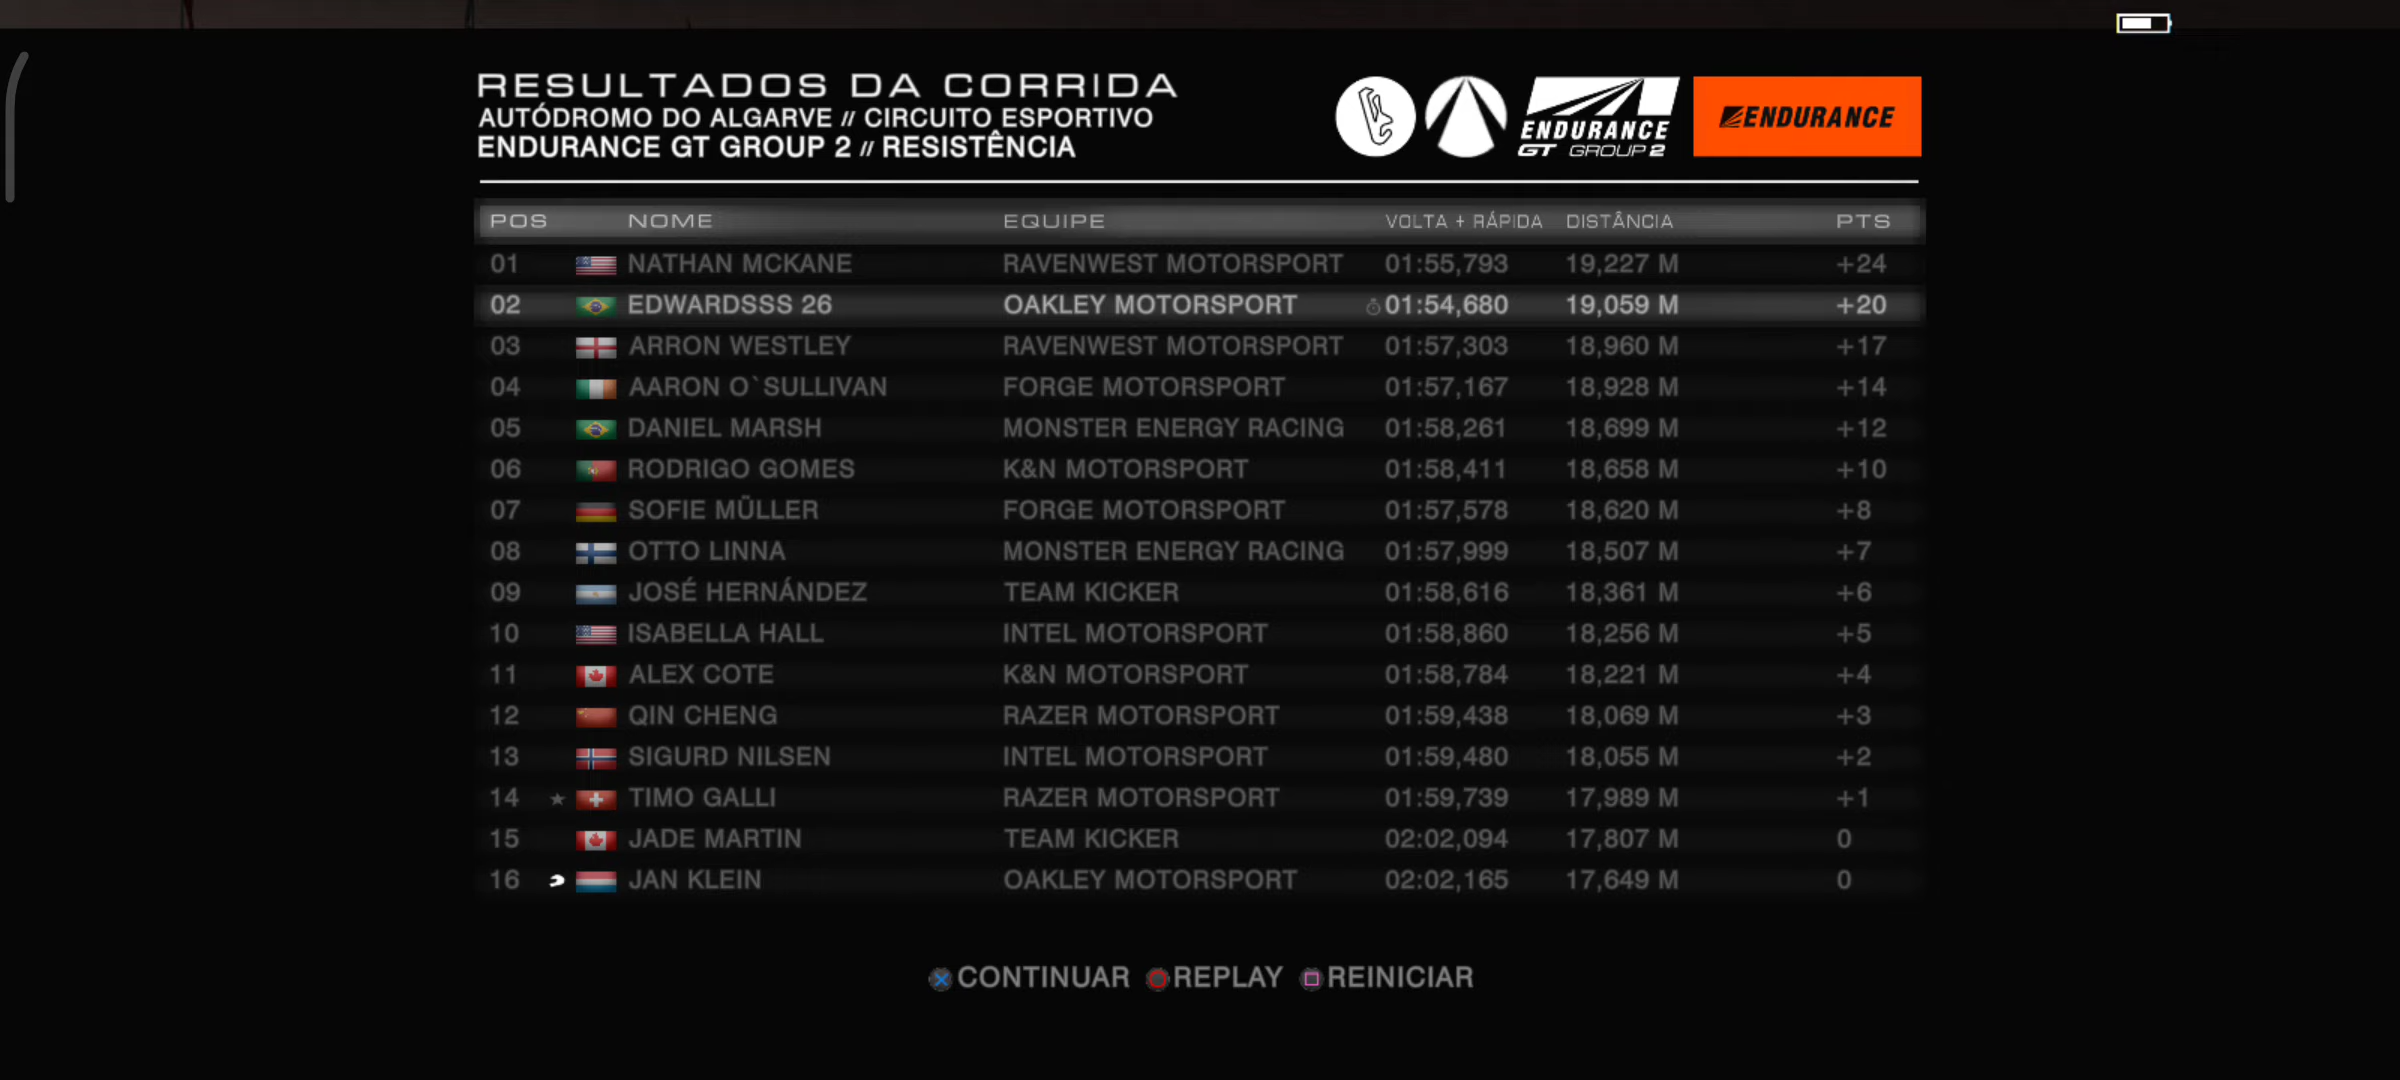 RESULTADOS DA CORRIDA
AUTÓDROMO DO ALGARVE // CIRCUITO ESPORTIVO
ENDURANCE GT GROUP 2 // RESISTÊNCIA
ENDURANCE
GT GROUP 2
ENDURANCE
POS NOME EQUIPE VOLTA + RÁPIDA DISTÂNCIA PTS
01 NATHAN MCKANE RAVENWEST MOTORSPORT 01:55,793 19,227 M +24
02 EDWARDSSS 26 OAKLEY MOTORSPORT 01:54,680 19,059 M +20
03 ARRON WESTLEY RAVENWEST MOTORSPORT 01:57,303 18,960 M +17
04 AARON O`SULLIVAN FORGE MOTORSPORT 01:57,167 18,928 M +14
05 DANIEL MARSH MONSTER ENERGY RACING 01:58,261 18,699 M +12
06 RODRIGO GOMES K&N MOTORSPORT 01:58,411 18,658 M +10
07 SOFIE MÜLLER FORGE MOTORSPORT 01:57,578 18,620 M +8
08 OTTO LINNA MONSTER ENERGY RACING 01:57,999 18,507 M +7
09 JOSÉ HERNÁNDEZ TEAM KICKER 01:58,616 18,361 M +6
10 ISABELLA HALL INTEL MOTORSPORT 01:58,860 18,256 M +5
11 ALEX COTE K&N MOTORSPORT 01:58,784 18,221 M +4
12 QIN CHENG RAZER MOTORSPORT 01:59,438 18,069 M +3
13 SIGURD NILSEN INTEL MOTORSPORT 01:59,480 18,055 M +2
14 TIMO GALLI RAZER MOTORSPORT 01:59,739 17,989 M +1
15 JADE MARTIN TEAM KICKER 02:02,094 17,807 M 0
16 JAN KLEIN OAKLEY MOTORSPORT 02:02,165 17,649 M 0
CONTINUAR REPLAY REINICIAR